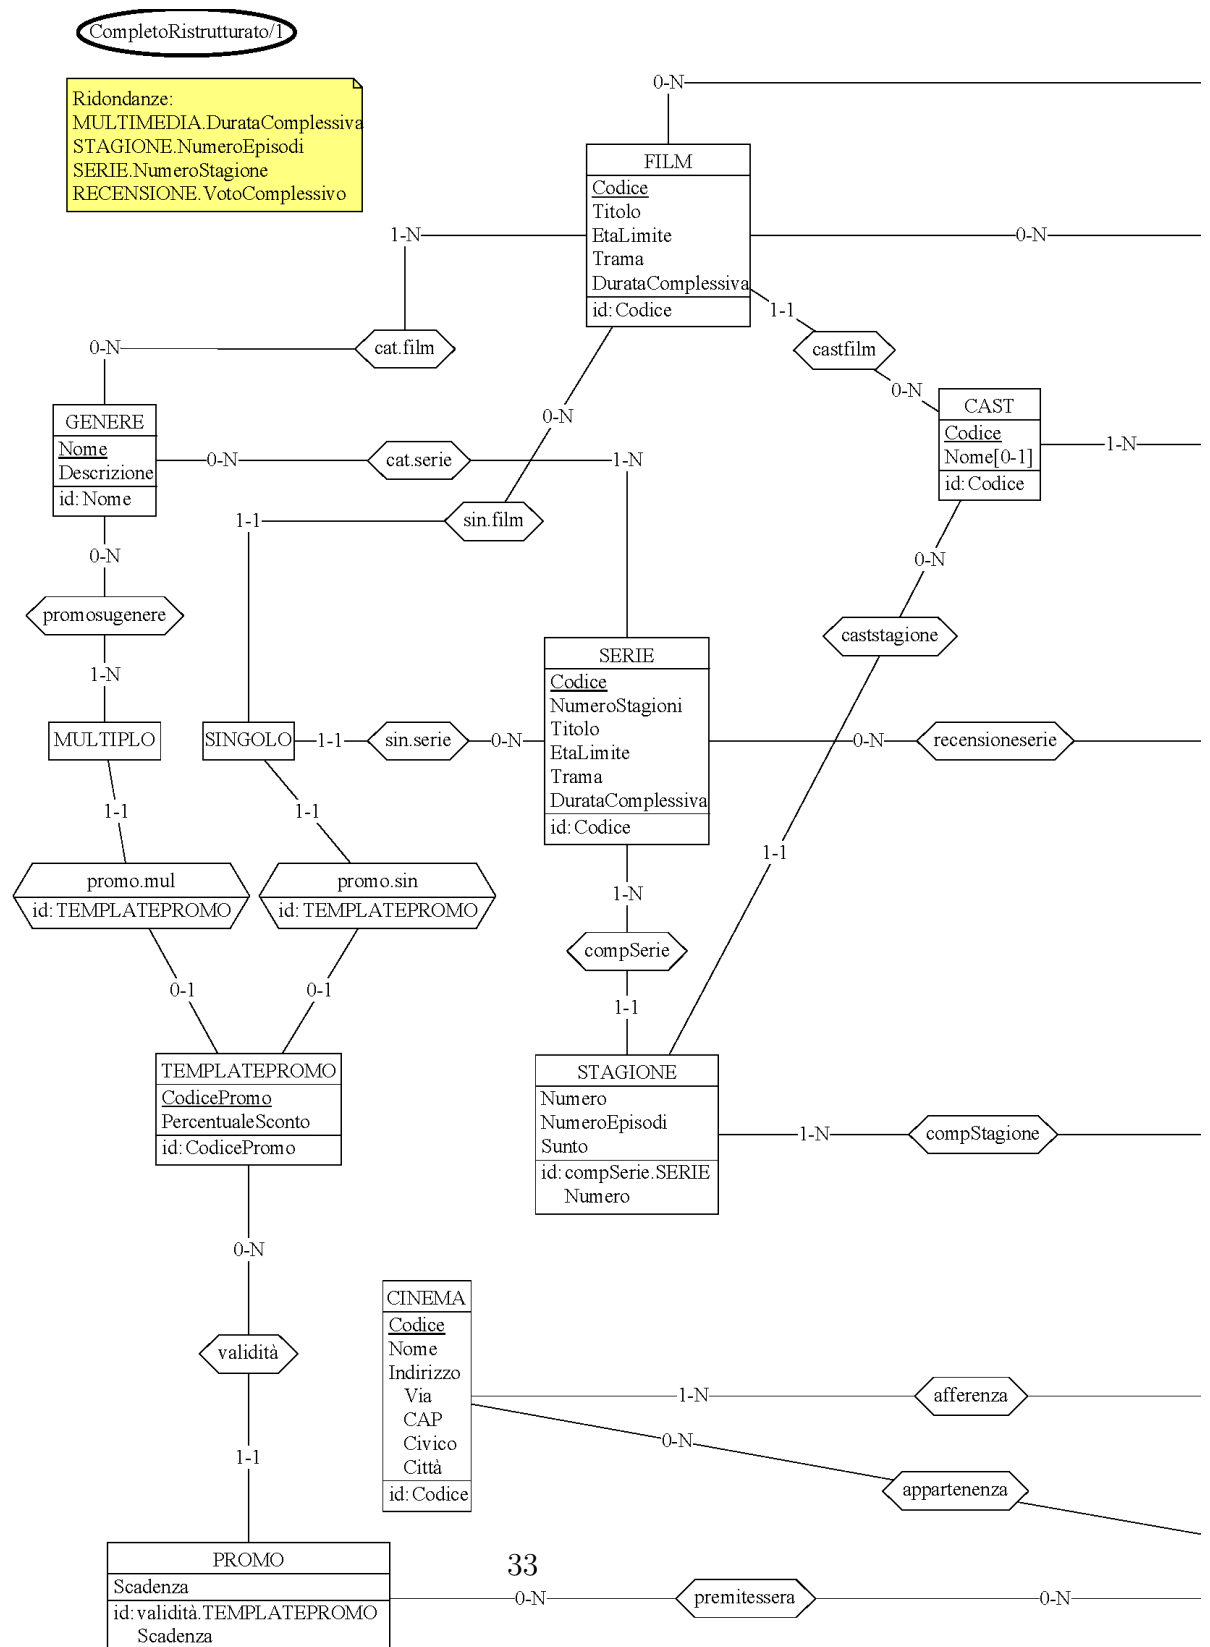 CompletoRistrutturato/1
Ridondanze:
MULTIMEDIA.DurataComplessiva
STAGIONE.NumeroEpisodi
SERIE.NumeroStagione
RECENSIONE.VotoComplessivo
0-N
FILM
Codice
Titolo
EtaLimite
Trama
DurataComplessiva
id: Codice
1-N
0-N
1-1
castfilm
cat.film
0-N
0-N
CAST
Codice
Nome[0-1]
id: Codice
1-N
GENERE
Nome
Descrizione
id: Nome
0-N
0-N
cat.serie
1-N
1-1
sin.film
0-N
0-N
promosugenere
caststagione
1-N
SERIE
Codice
NumeroStagioni
Titolo
EtaLimite
Trama
DurataComplessiva
id: Codice
MULTIPLO
SINGOLO
1-1
sin.serie
0-N
0-N
recensioneserie
1-1
1-1
1-1
promo.mul
id: TEMPLATEPROMO
promo.sin
id: TEMPLATEPROMO
1-N
compSerie
0-1
0-1
1-1
TEMPLATEPROMO
CodicePromo
PercentualeSconto
id: CodicePromo
STAGIONE
Numero
NumeroEpisodi
Sunto
id: compSerie.SERIE
Numero
1-N
compStagione
0-N
CINEMA
Codice
Nome
Indirizzo
Via
CAP
Civico
Città
id: Codice
validità
1-N
afferenza
0-N
appartenenza
1-1
PROMO
Scadenza
id: validità.TEMPLATEPROMO
Scadenza
33
0-N
premitessera
0-N